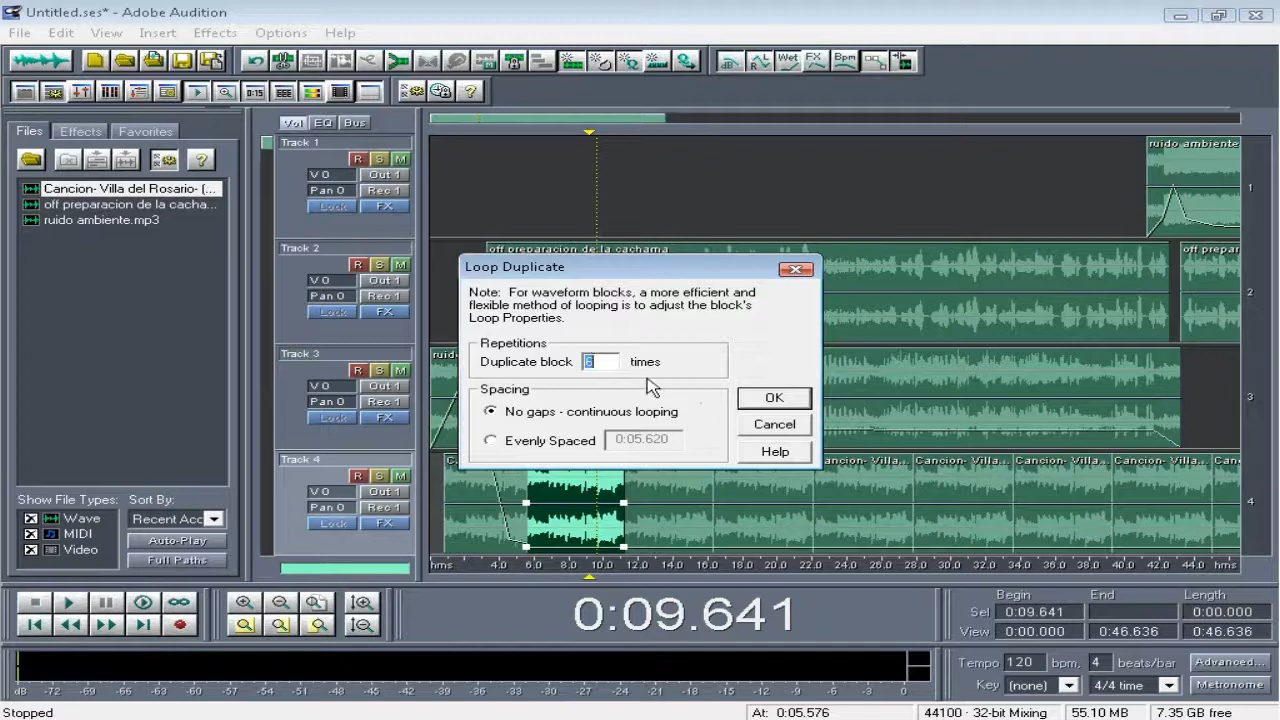 Untitled.ses* - Adobe Audition
File Edit View Insert Effects Options Help
Wet FX Bpm
Files Effects Favorites
Cancion- Villa del Rosario- (...
off preparacion de la cacha...
ruido ambiente.mp3
Show File Types: Sort By:
Wave Recent Acc
MIDI
Video
Auto-Play
Full Paths
Vol EQ Bus
Track 1
R S M
V 0 Out 1
Pan 0 Rec 1
Lock FX
Track 2
R S M
V 0 Out 1
Pan 0 Rec 1
Lock FX
Track 3
R S M
V 0 Out 1
Pan 0 Rec 1
Lock FX
Track 4
R S M
V 0 Out 1
Pan 0 Rec 1
Lock FX
ruido ambiente
1
off preparacion de la cachama
off prepar
2
ruido
3
Ca
ancion- Villa... Cancion- Villa... Cancion- Villa... Cancion- Villa... Canc
4
Loop Duplicate
Note: For waveform blocks, a more efficient and
flexible method of looping is to adjust the block's
Loop Properties.
Repetitions
Duplicate block times
Spacing
No gaps - continuous looping
Evenly Spaced 0:05.620
OK
Cancel
Help
hms 4.0 6.0 8.0 10.0 12.0 14.0 16.0 18.0 20.0 22.0 24.0 26.0 28.0 30.0 32.0 34.0 36.0 38.0 40.0 42.0 hms
0:09.641
Begin End Length
Sel 0:09.641 0:00.000
View 0:00.000 0:46.636 0:46.636
Tempo 120 bpm, 4 beats/bar Advanced...
Key (none) 4/4 time Metronome
dB -72 -69 -66 -63 -60 -57 -54 -51 -48 -45 -42 -39 -36 -33 -30 -27 -24 -21 -18 -15 -12 -9 -6 -3 0
Stopped At: 0:05.576 44100 · 32-bit Mixing 55.10 MB 7.35 GB free